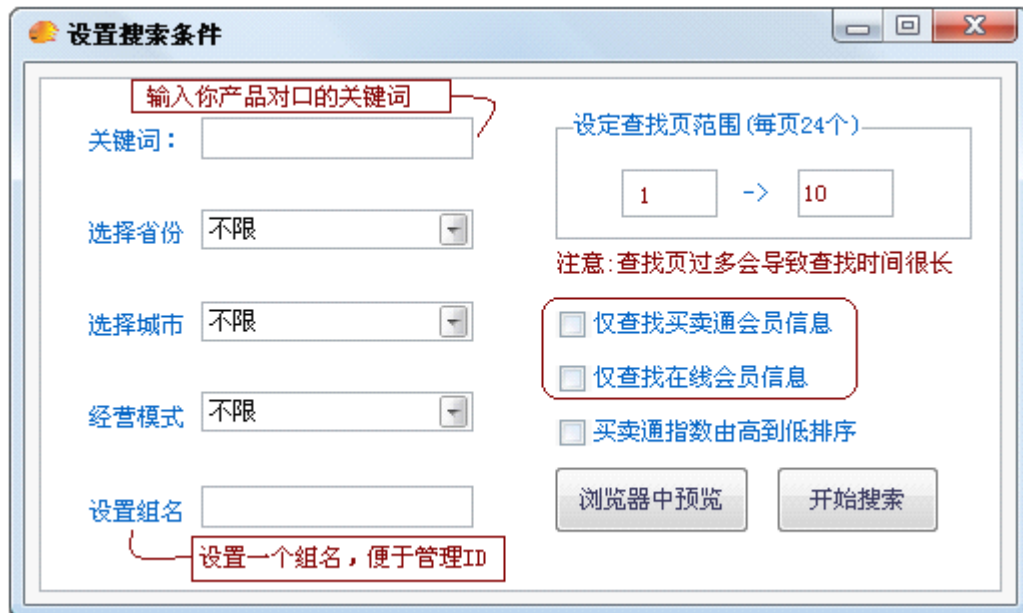 设置搜索条件
输入你产品对口的关键词
关键词：
选择省份 不限
选择城市 不限
经营模式 不限
设置组名
设置一个组名，便于管理ID
设定查找页范围(每页24个)
1 -> 10
注意:查找页过多会导致查找时间很长
仅查找买卖通会员信息
仅查找在线会员信息
买卖通指数由高到低排序
浏览器中预览 开始搜索